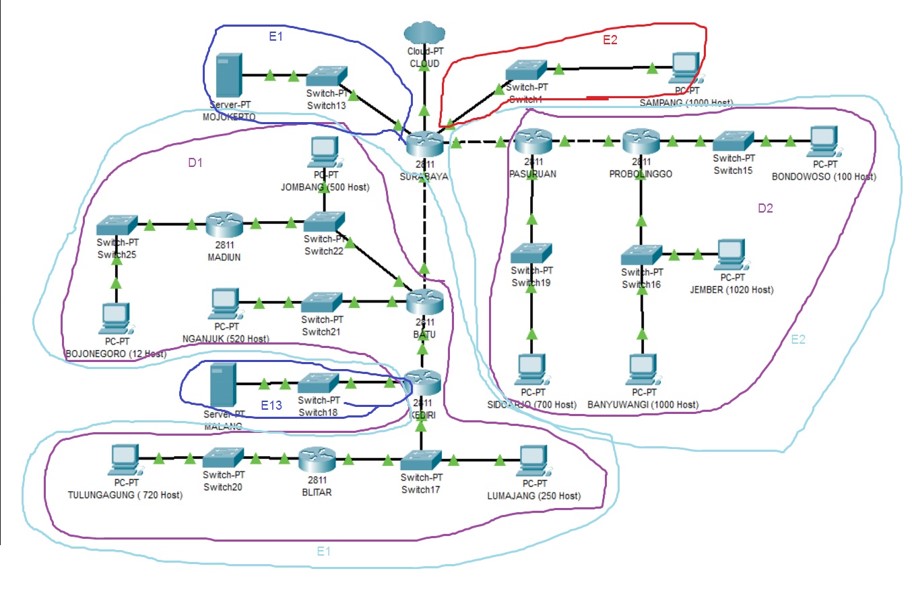 E1
E2
Cloud-PT
CLOUD
Switch-PT
Switch13
Server-PT
MOJOKERTO
Switch-PT
Switch1
PC-PT
SAMPANG (1000 Host)
2811
SURABAYA
D1
PC-PT
JOMBANG (500 Host)
2811
PASURUAN
2811
PROBOLINGGO
Switch-PT
Switch15
PC-PT
BONDOWOSO (100 Host)
D2
Switch-PT
Switch25
2811
MADIUN
Switch-PT
Switch22
Switch-PT
Switch19
Switch-PT
Switch16
PC-PT
JEMBER (1020 Host)
PC-PT
BOJONEGORO (12 Host)
PC-PT
NGANJUK (520 Host)
Switch-PT
Switch21
2811
BATU
E2
Server-PT
MALANG
E13
Switch-PT
Switch18
2811
KEDIRI
PC-PT
SIDOARJO (700 Host)
PC-PT
BANYUWANGI (1000 Host)
PC-PT
TULUNGAGUNG ( 720 Host)
Switch-PT
Switch20
2811
BLITAR
Switch-PT
Switch17
PC-PT
LUMAJANG (250 Host)
E1